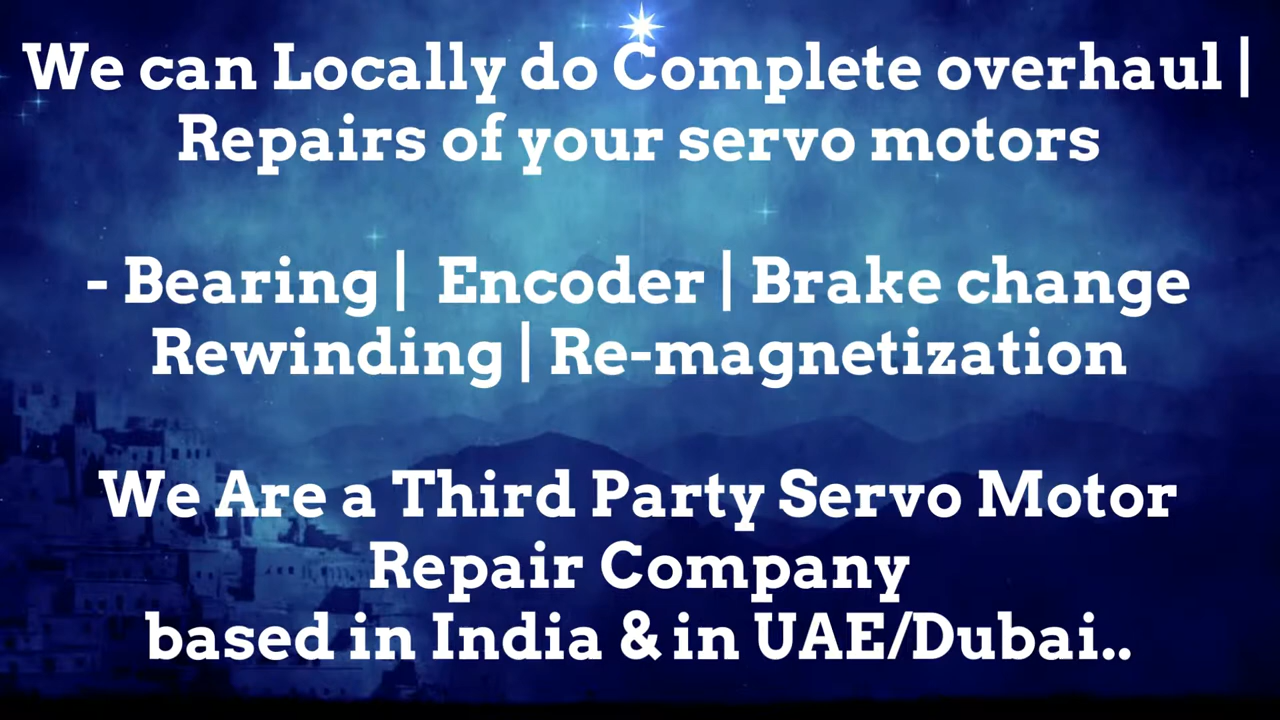 We can Locally do Complete overhaul |
Repairs of your servo motors
- Bearing | Encoder | Brake change
Rewinding | Re-magnetization
We Are a Third Party Servo Motor
Repair Company
based in India & in UAE/Dubai..